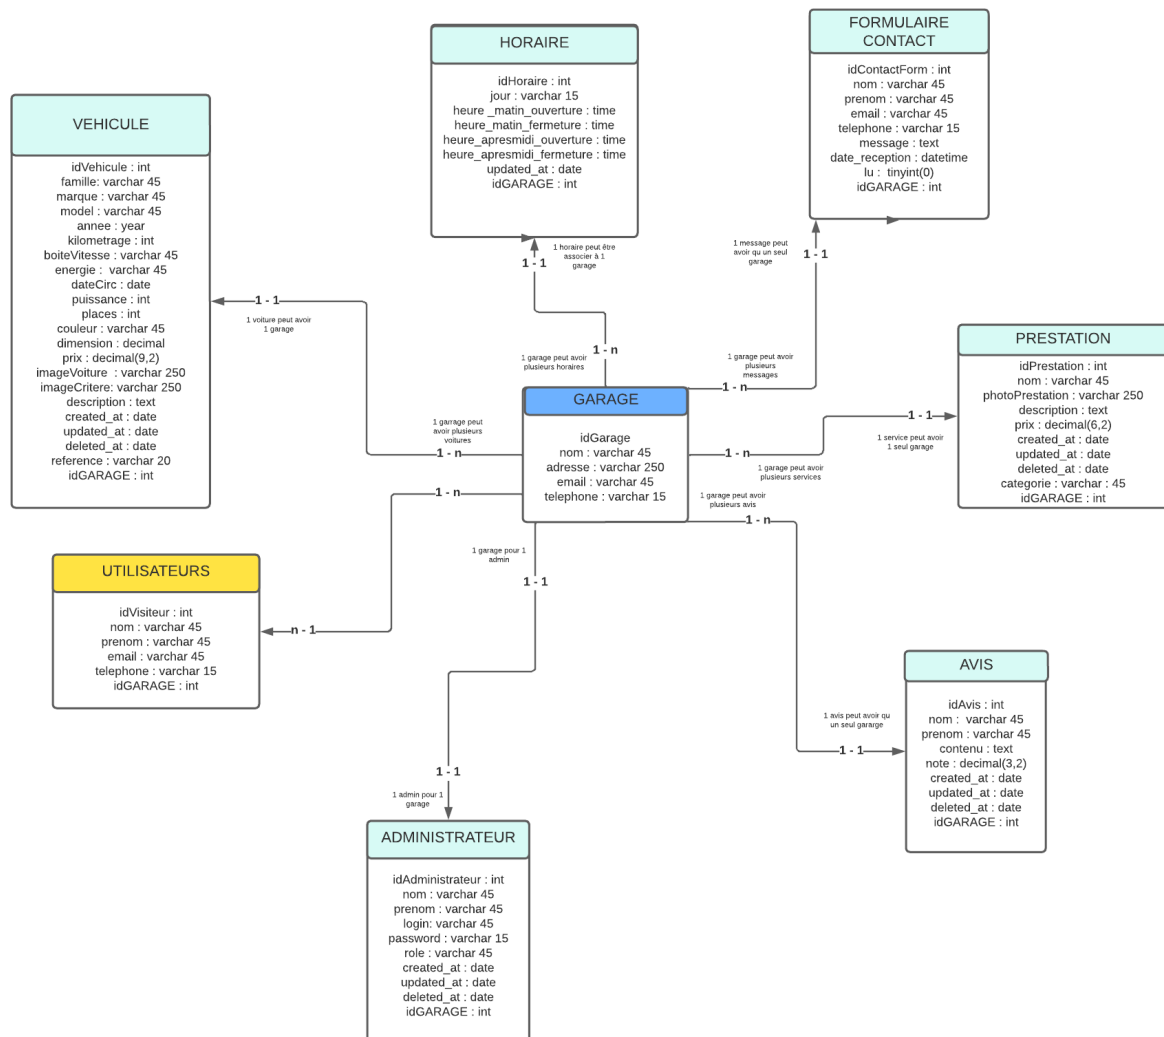 HORAIRE
idHoraire : int
jour : varchar 15
heure _matin_ouverture : time
heure_matin_fermeture : time
heure_apresmidi_ouverture : time
heure_apresmidi_fermeture : time
updated_at : date
idGARAGE : int
FORMULAIRE
CONTACT
idContactForm : int
nom : varchar 45
prenom : varchar 45
email : varchar 45
telephone : varchar 15
message : text
date_reception : datetime
lu : tinyint(0)
idGARAGE : int
VEHICULE
idVehicule : int
famille: varchar 45
marque : varchar 45
model : varchar 45
annee : year
kilometrage : int
boiteVitesse : varchar 45
energie : varchar 45
dateCirc : date
puissance : int
places : int
couleur : varchar 45
dimension : decimal
prix : decimal(9,2)
imageVoiture : varchar 250
imageCritere: varchar 250
description : text
created_at : date
updated_at : date
deleted_at : date
reference : varchar 20
idGARAGE : int
1 - 1
1 horaire peut être
associer à 1
garage
1 message peut
avoir qu un seul
garage
1 - 1
1 - 1
1 voiture peut avoir
1 garage
1 - n
1 garage peut avoir
plusieurs horaires
1 garage peut avoir
plusieurs
messages
1 - n
PRESTATION
idPrestation : int
nom : varchar 45
photoPrestation : varchar 250
description : text
prix : decimal(6,2)
created_at : date
updated_at : date
deleted_at : date
categorie : varchar : 45
idGARAGE : int
GARAGE
idGarage
nom : varchar 45
adresse : varchar 250
email : varchar 45
telephone : varchar 15
1 garrage peut
avoir plusieurs
voitures
1 - n
1 - n
1 - 1
1 service peut avoir
1 seul garage
1 - n
1 garage peut avoir
plusieurs services
1 garage peut avoir
plusieurs avis
1 - n
1 garage pour 1
admin
1 - 1
UTILISATEURS
idVisiteur : int
nom : varchar 45
prenom : varchar 45
email : varchar 45
telephone : varchar 15
idGARAGE : int
n - 1
AVIS
idAvis : int
nom : varchar 45
prenom : varchar 45
contenu : text
note : decimal(3,2)
created_at : date
updated_at : date
deleted_at : date
idGARAGE : int
1 avis peut avoir qu
un seul gararge
1 - 1
1 - 1
1 admin pour 1
garage
ADMINISTRATEUR
idAdministrateur : int
nom : varchar 45
prenom : varchar 45
login: varchar 45
password : varchar 15
role : varchar 45
created_at : date
updated_at : date
deleted_at : date
idGARAGE : int